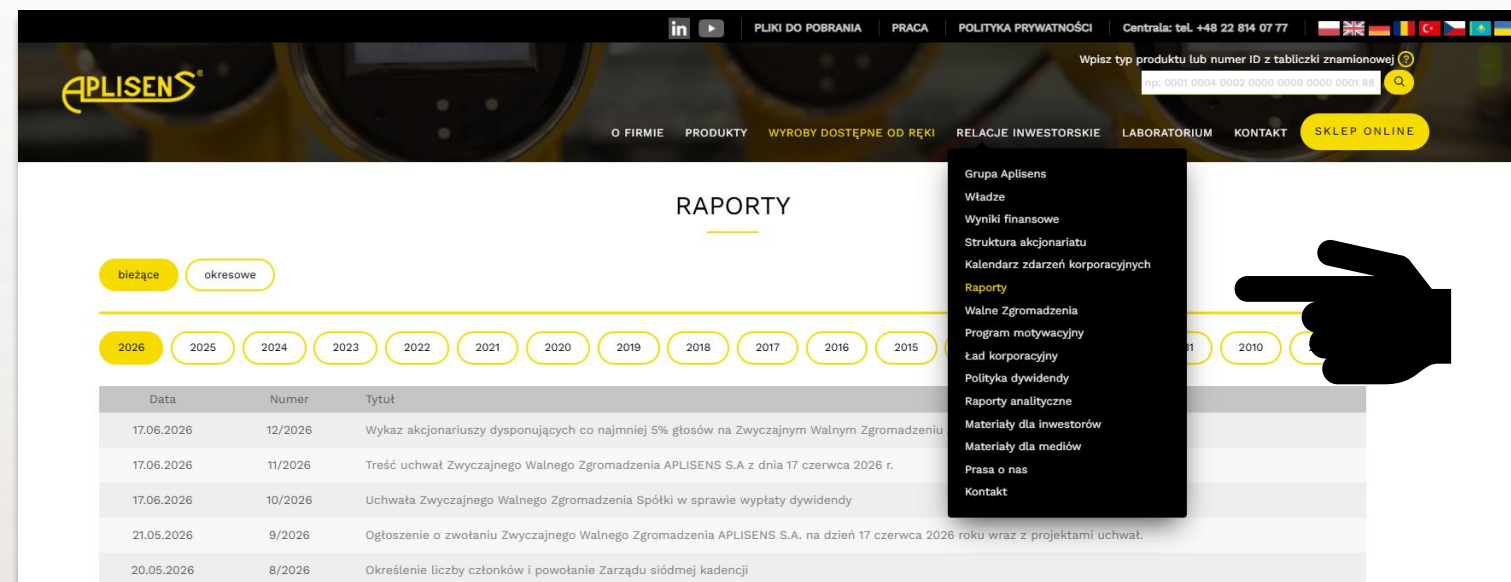 in PLIKI DO POBRANIA PRACA POLITYKA PRYWATNOŚCI Centrala: tel. +48 22 814 07 77
Wpisz typ produktu lub numer ID z tabliczki znamionowej ?
APLISENS®
np: 0001 0004 0002 0000 0000 0000 0001 88
O FIRMIE PRODUKTY WYROBY DOSTĘPNE OD RĘKI RELACJE INWESTORSKIE LABORATORIUM KONTAKT SKLEP ONLINE
Grupa Aplisens
Władze
Wyniki finansowe
Struktura akcjonariatu
Kalendarz zdarzeń korporacyjnych
Raporty
Walne Zgromadzenia
Program motywacyjny
Ład korporacyjny
Polityka dywidendy
Raporty analityczne
Materiały dla inwestorów
Materiały dla mediów
Prasa o nas
Kontakt
RAPORTY
bieżące okresowe
2026 2025 2024 2023 2022 2021 2020 2019 2018 2017 2016 2015 2010
Data Numer Tytuł
17.06.2026 12/2026 Wykaz akcjonariuszy dysponujących co najmniej 5% głosów na Zwyczajnym Walnym Zgromadzeniu
17.06.2026 11/2026 Treść uchwał Zwyczajnego Walnego Zgromadzenia APLISENS S.A z dnia 17 czerwca 2026 r.
17.06.2026 10/2026 Uchwała Zwyczajnego Walnego Zgromadzenia Spółki w sprawie wypłaty dywidendy
21.05.2026 9/2026 Ogłoszenie o zwołaniu Zwyczajnego Walnego Zgromadzenia APLISENS S.A. na dzień 17 czerwca 2026 roku wraz z projektami uchwał.
20.05.2026 8/2026 Określenie liczby członków i powołanie Zarządu siódmej kadencji